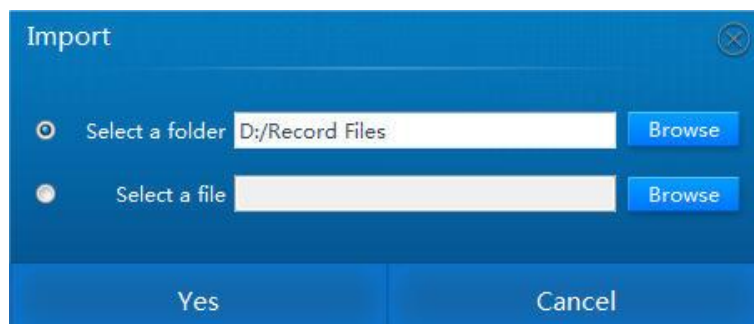 Import
Select a folder D:/Record Files Browse
Select a file Browse
Yes Cancel